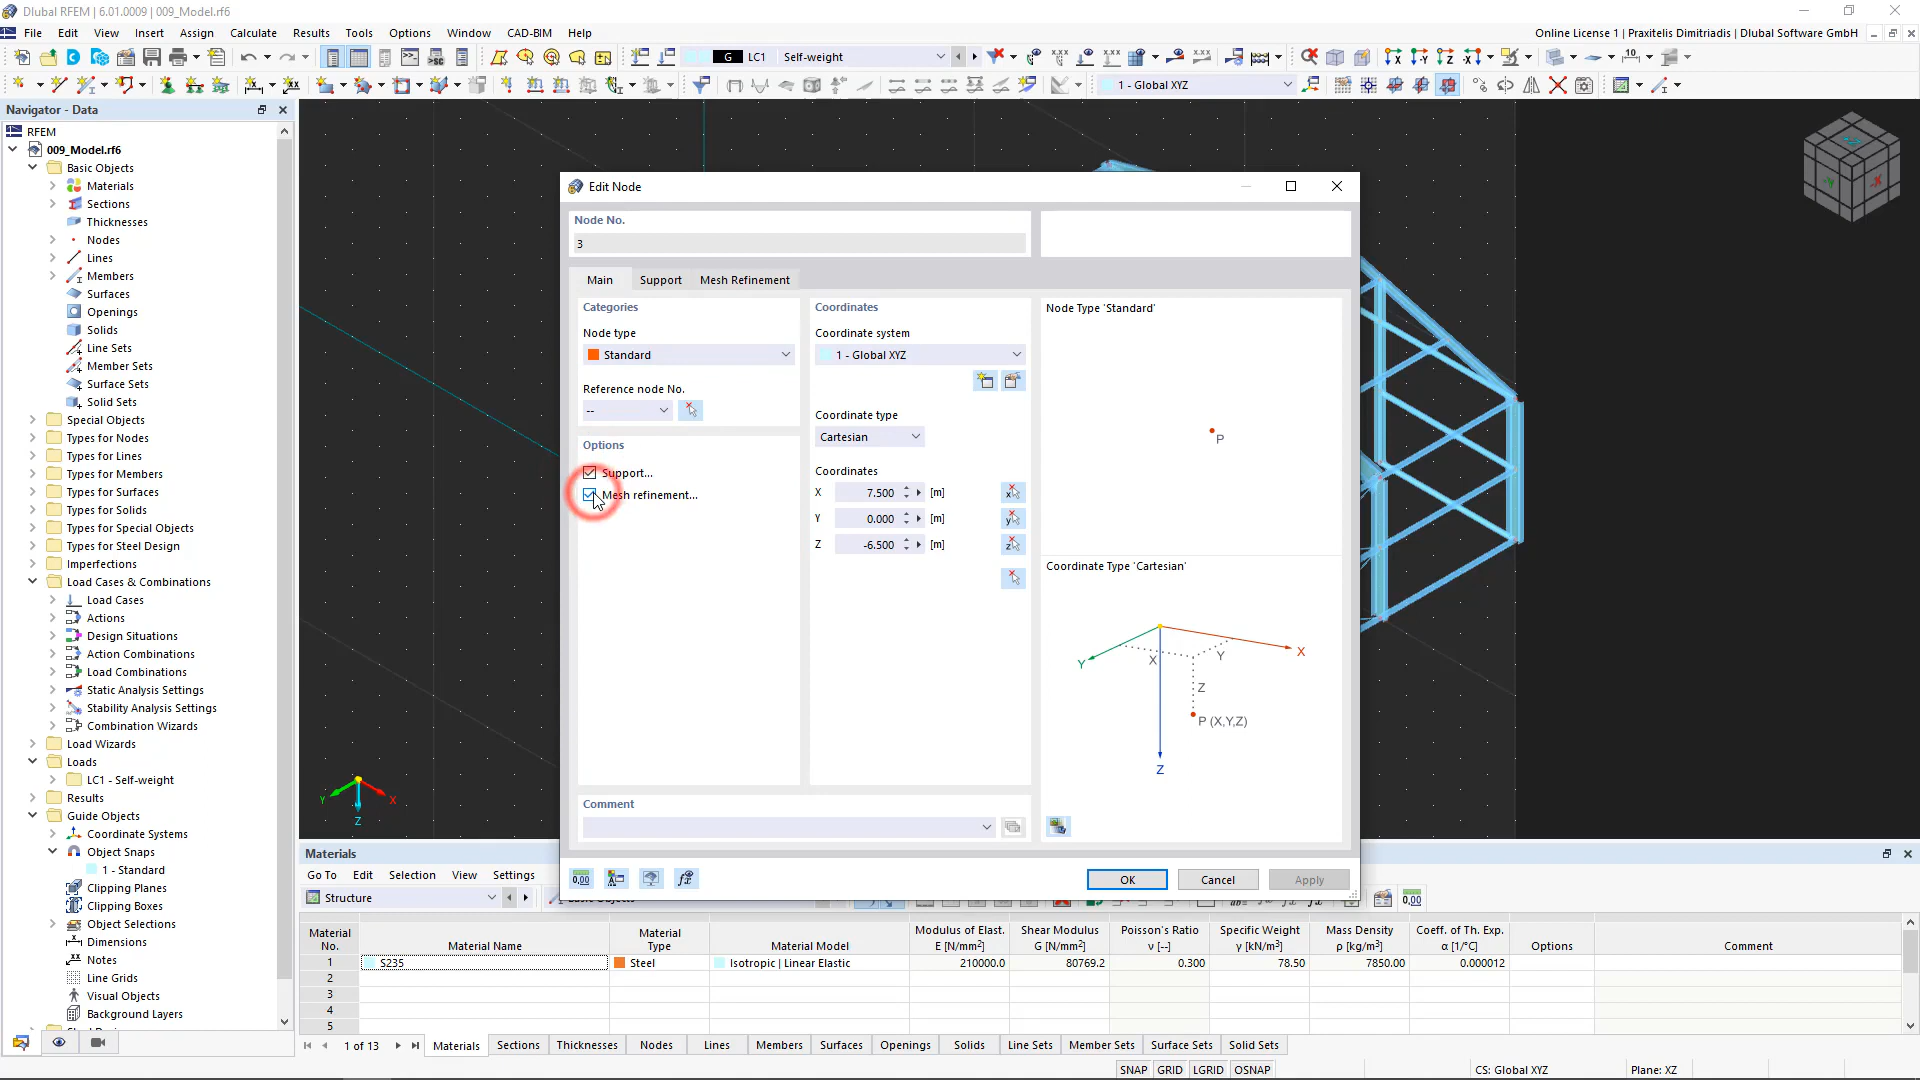 Dlubal RFEM | 6.01.0009 | 009_Model.rf6
File Edit View Insert Assign Calculate Results Tools Options Window CAD-BIM Help
Online License 1 | Praxitelis Dimitriadis | Dlubal Software GmbH
G LC1 Self-weight
1 - Global XYZ
Navigator - Data
RFEM
009_Model.rf6
Basic Objects
Materials
Sections
Thicknesses
Nodes
Lines
Members
Surfaces
Openings
Solids
Line Sets
Member Sets
Surface Sets
Solid Sets
Special Objects
Types for Nodes
Types for Lines
Types for Members
Types for Surfaces
Types for Solids
Types for Special Objects
Types for Steel Design
Imperfections
Load Cases & Combinations
Load Cases
Actions
Design Situations
Action Combinations
Load Combinations
Static Analysis Settings
Stability Analysis Settings
Combination Wizards
Load Wizards
Loads
LC1 - Self-weight
Results
Guide Objects
Coordinate Systems
Object Snaps
1 - Standard
Clipping Planes
Clipping Boxes
Object Selections
Dimensions
Notes
Line Grids
Visual Objects
Background Layers
Y X
Z
-Y -X
Edit Node
Node No.
3
Main Support Mesh Refinement
Categories
Node type
Standard
Reference node No.
--
Options
Support...
Mesh refinement...
Coordinates
Coordinate system
1 - Global XYZ
Coordinate type
Cartesian
Coordinates
X 7.500 [m]
Y 0.000 [m]
Z -6.500 [m]
Node Type 'Standard'
P
Coordinate Type 'Cartesian'
Y X Y X
Z
P (X,Y,Z)
Z
Comment
OK Cancel Apply
Materials
Go To Edit Selection View Settings
Structure
Material No. Material Name Material Type Material Model Modulus of Elast. E [N/mm²] Shear Modulus G [N/mm²] Poisson's Ratio ν [--] Specific Weight γ [kN/m³] Mass Density ρ [kg/m³] Coeff. of Th. Exp. α [1/°C] Options Comment
1 S235 Steel Isotropic | Linear Elastic 210000.0 80769.2 0.300 78.50 7850.00 0.000012
2
3
4
5
1 of 13 Materials Sections Thicknesses Nodes Lines Members Surfaces Openings Solids Line Sets Member Sets Surface Sets Solid Sets
SNAP GRID LGRID OSNAP CS: Global XYZ Plane: XZ